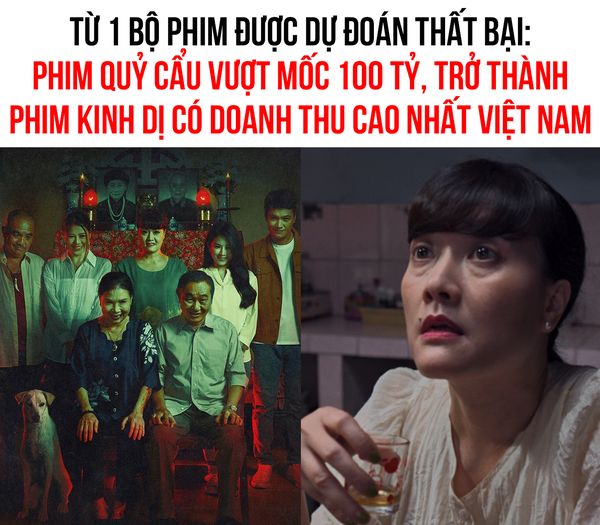 TỪ 1 BỘ PHIM ĐƯỢC DỰ ĐOÁN THẤT BẠI:
PHIM QUỶ CẨU VƯỢT MỐC 100 TỶ, TRỞ THÀNH
PHIM KINH DỊ CÓ DOANH THU CAO NHẤT VIỆT NAM